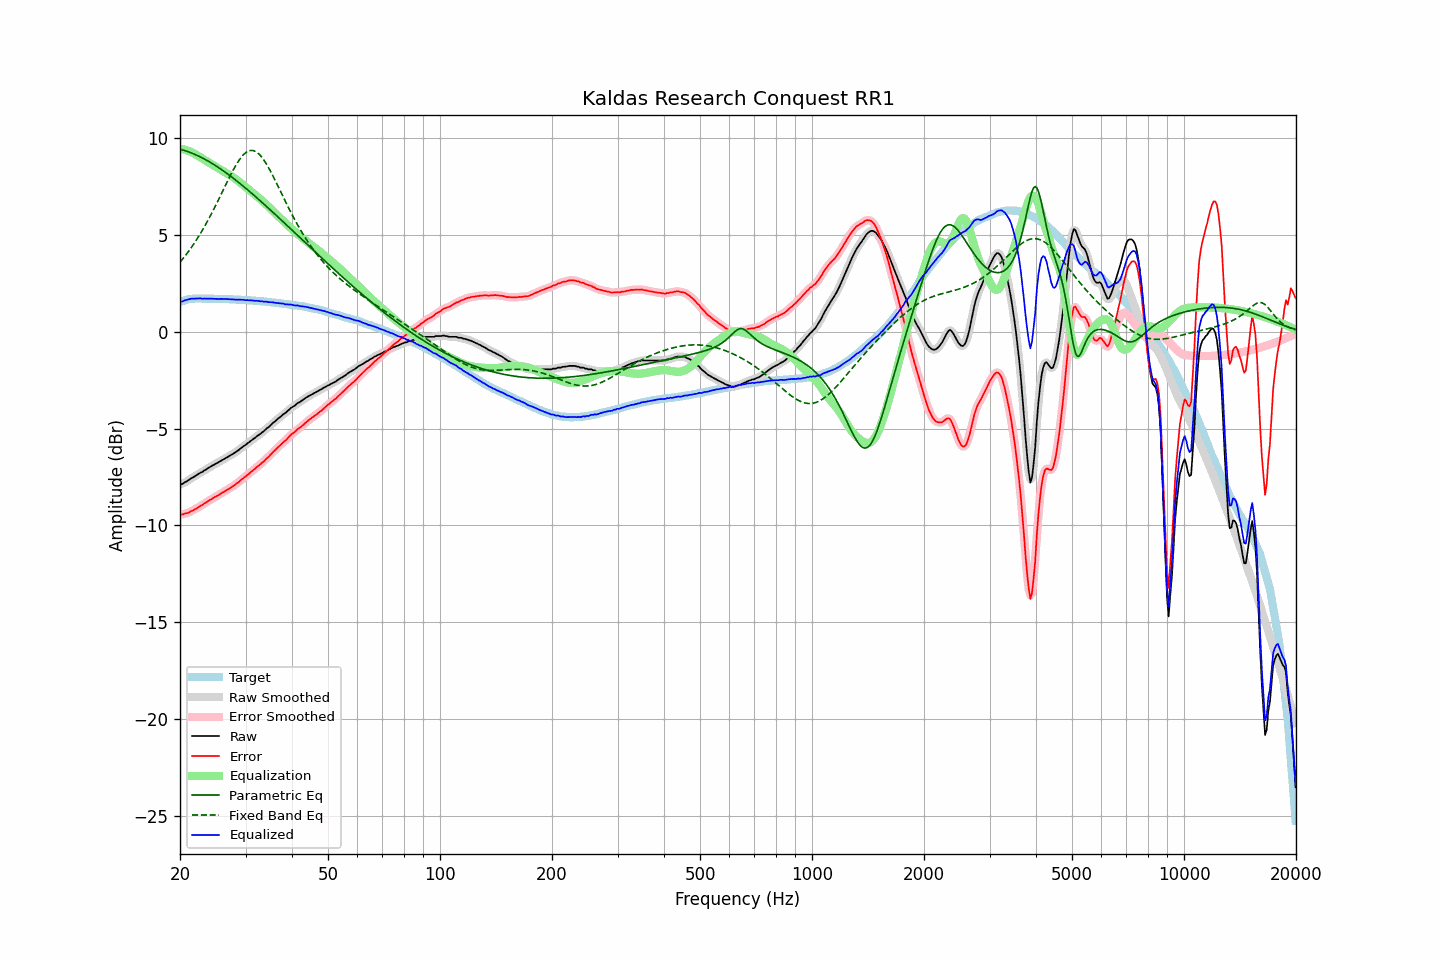 Kaldas Research Conquest RR1
10
5
0
−5
−10
−15
−20
−25
Amplitude (dBr)
Target
Raw Smoothed
Error Smoothed
Raw
Error
Equalization
Parametric Eq
Fixed Band Eq
Equalized
20 50 100 200 500 1000 2000 5000 10000 20000
Frequency (Hz)